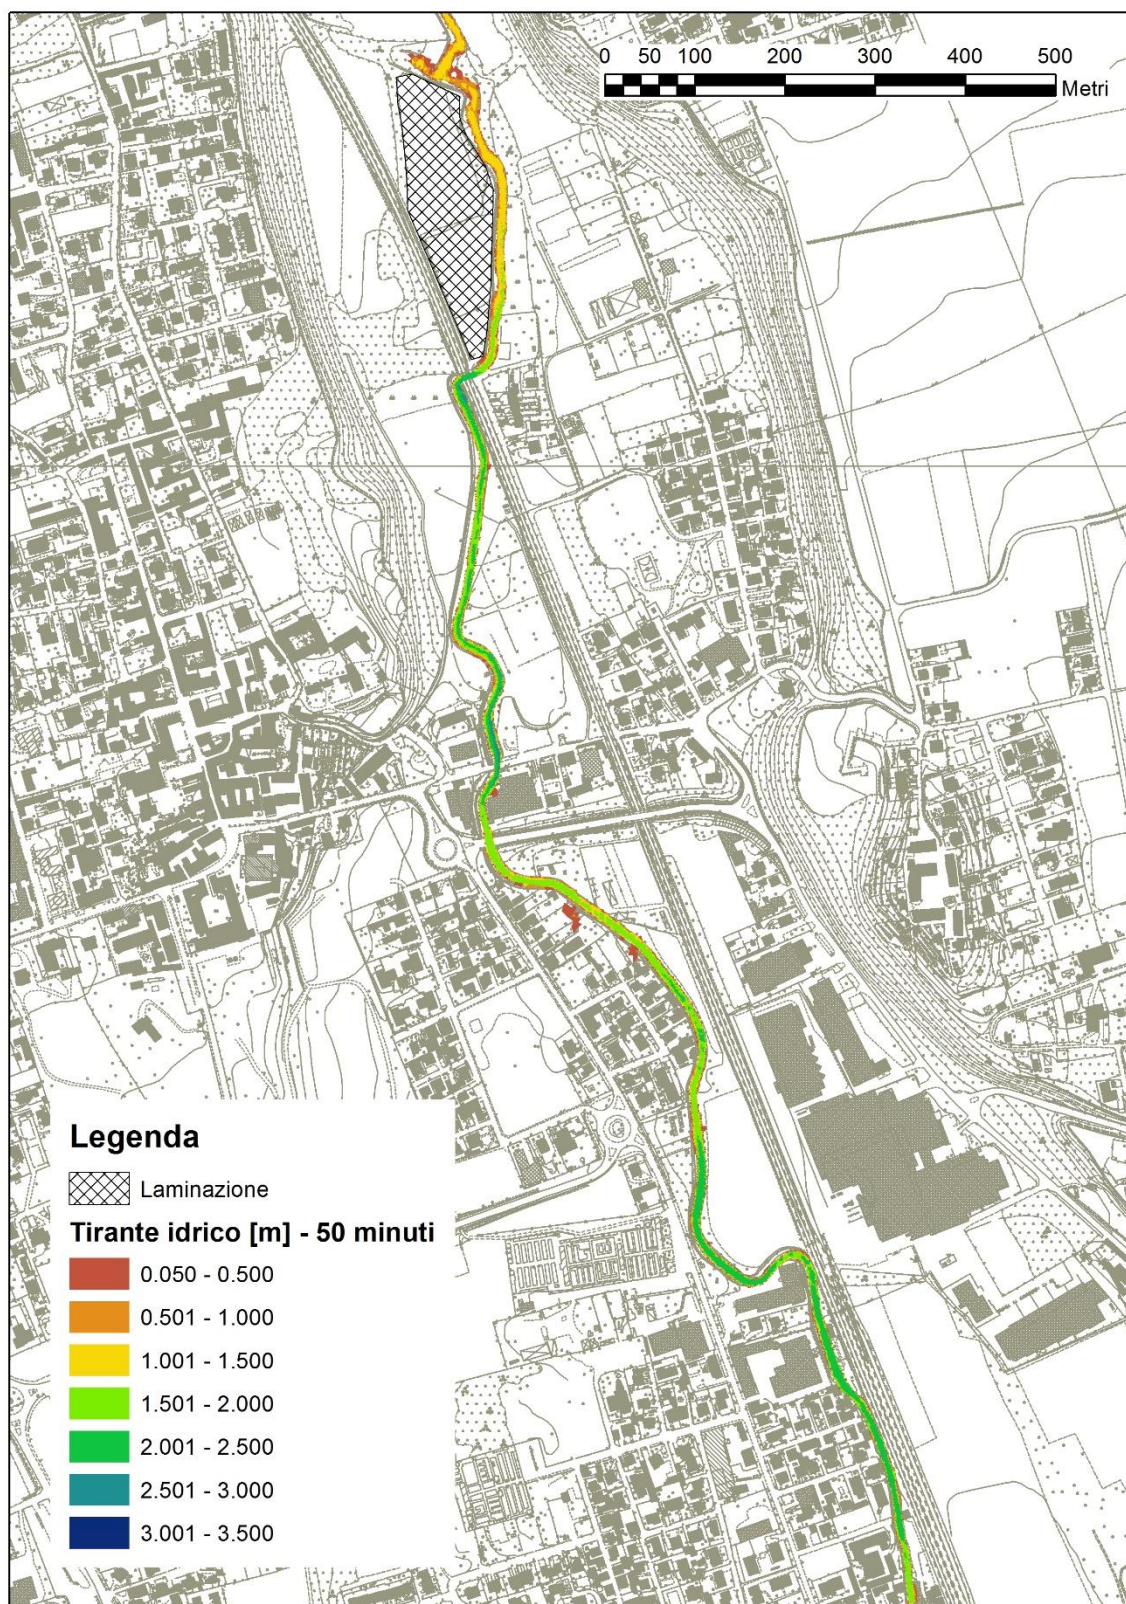 0 50 100 200 300 400 500
Metri
Legenda
Laminazione
Tirante idrico [m] - 50 minuti
0.050 - 0.500
0.501 - 1.000
1.001 - 1.500
1.501 - 2.000
2.001 - 2.500
2.501 - 3.000
3.001 - 3.500